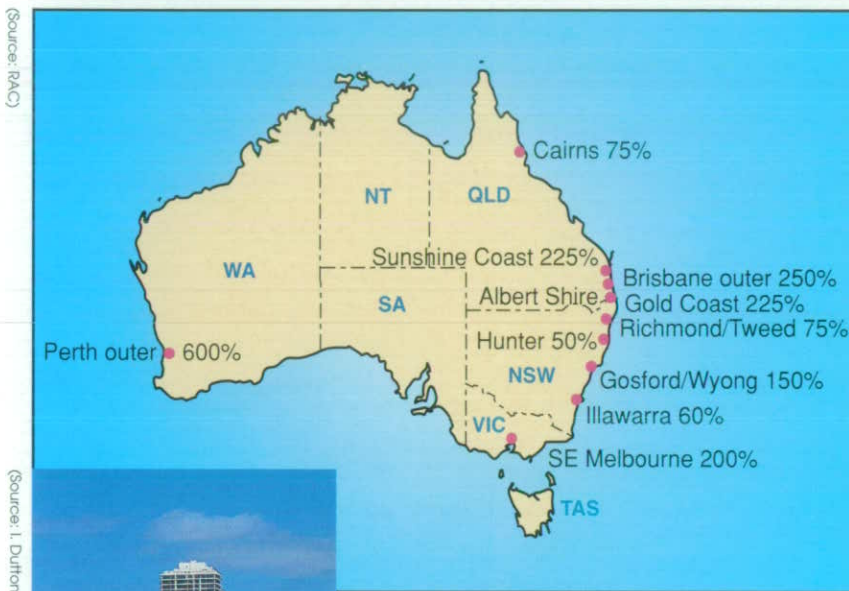 (Source: RAC)
Cairns 75%
NT
QLD
Sunshine Coast 225%
WA
Brisbane outer 250%
Albert Shire
Gold Coast 225%
SA
Richmond/Tweed 75%
Hunter 50%
Perth outer 600%
NSW
Gosford/Wyong 150%
Illawarra 60%
VIC
SE Melbourne 200%
TAS
(Source: I. Dutton